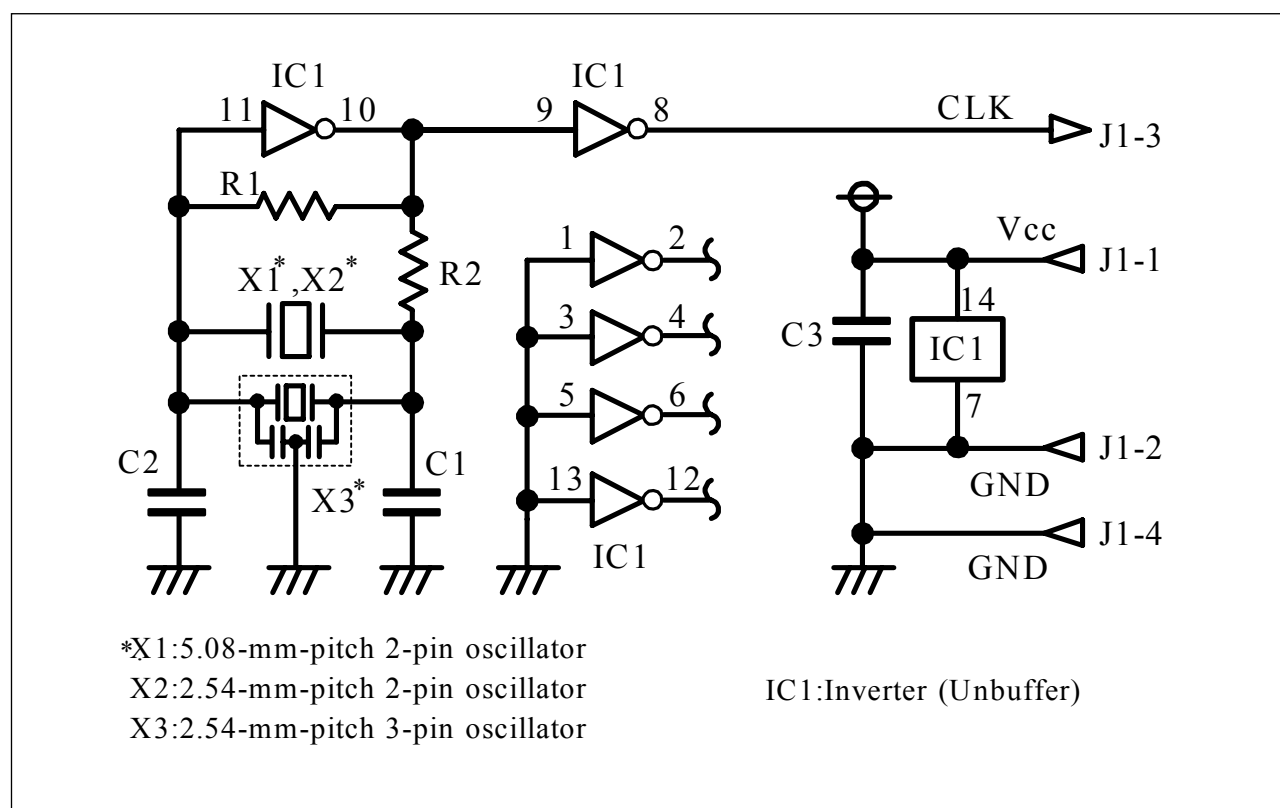 IC1
IC1
11
10
9
8
CLK
J1-3
R1
1
2
Vcc
J1-1
X1*,X2*
R2
14
3
4
C3
IC1
5
6
7
C2
C1
J1-2
X3*
13
12
GND
IC1
J1-4
GND
*X1:5.08-mm-pitch 2-pin oscillator
X2:2.54-mm-pitch 2-pin oscillator
IC1:Inverter (Unbuffer)
X3:2.54-mm-pitch 3-pin oscillator